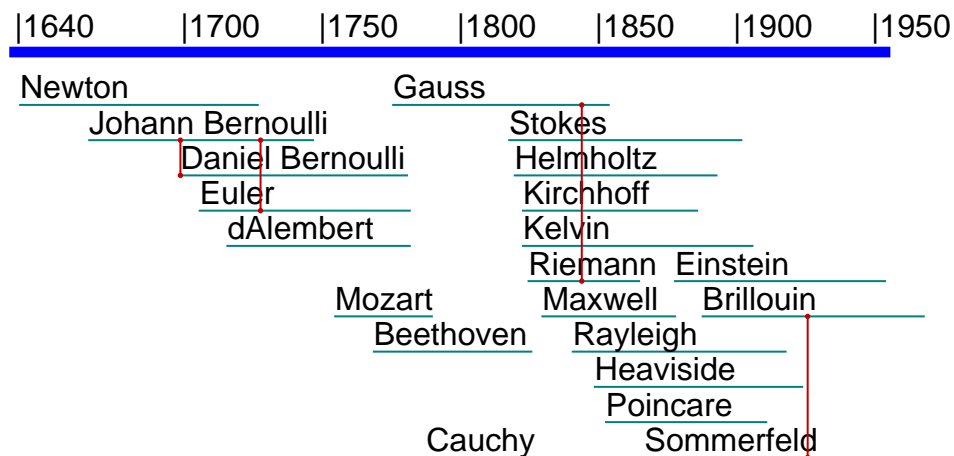 |1640 |1700 |1750 |1800 |1850 |1900 |1950
Newton Gauss
Johann Bernoulli Stokes
Daniel Bernoulli Helmholtz
Euler Kirchhoff
dAlembert Kelvin
Riemann Einstein
Mozart Maxwell Brillouin
Beethoven Rayleigh
Heaviside
Poincare
Cauchy Sommerfeld